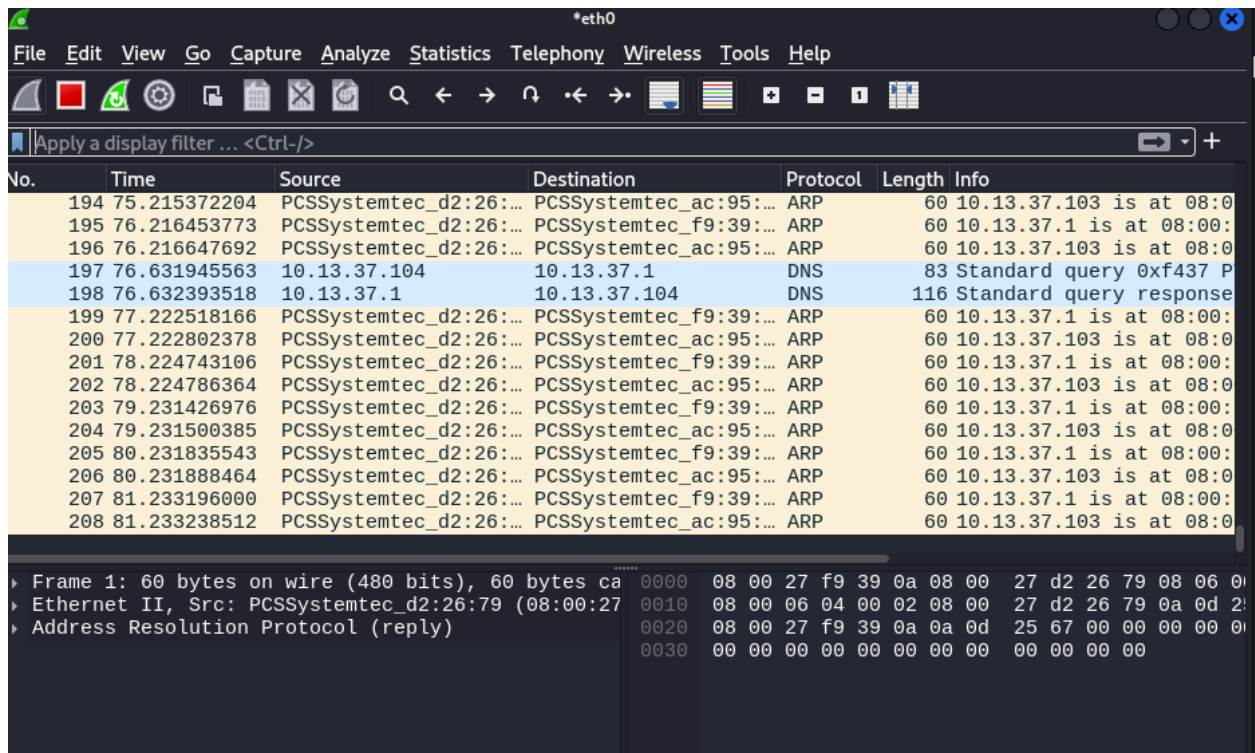 *eth0
File Edit View Go Capture Analyze Statistics Telephony Wireless Tools Help
Apply a display filter … <Ctrl-/>
No. Time Source Destination Protocol Length Info
194 75.215372204 PCSSystemtec_d2:26:… PCSSystemtec_ac:95:… ARP 60 10.13.37.103 is at 08:0
195 76.216453773 PCSSystemtec_d2:26:… PCSSystemtec_f9:39:… ARP 60 10.13.37.1 is at 08:00:
196 76.216647692 PCSSystemtec_d2:26:… PCSSystemtec_ac:95:… ARP 60 10.13.37.103 is at 08:0
197 76.631945563 10.13.37.104 10.13.37.1 DNS 83 Standard query 0xf437 P
198 76.632393518 10.13.37.1 10.13.37.104 DNS 116 Standard query response
199 77.222518166 PCSSystemtec_d2:26:… PCSSystemtec_f9:39:… ARP 60 10.13.37.1 is at 08:00:
200 77.222802378 PCSSystemtec_d2:26:… PCSSystemtec_ac:95:… ARP 60 10.13.37.103 is at 08:0
201 78.224743106 PCSSystemtec_d2:26:… PCSSystemtec_f9:39:… ARP 60 10.13.37.1 is at 08:00:
202 78.224786364 PCSSystemtec_d2:26:… PCSSystemtec_ac:95:… ARP 60 10.13.37.103 is at 08:0
203 79.231426976 PCSSystemtec_d2:26:… PCSSystemtec_f9:39:… ARP 60 10.13.37.1 is at 08:00:
204 79.231500385 PCSSystemtec_d2:26:… PCSSystemtec_ac:95:… ARP 60 10.13.37.103 is at 08:0
205 80.231835543 PCSSystemtec_d2:26:… PCSSystemtec_f9:39:… ARP 60 10.13.37.1 is at 08:00:
206 80.231888464 PCSSystemtec_d2:26:… PCSSystemtec_ac:95:… ARP 60 10.13.37.103 is at 08:0
207 81.233196000 PCSSystemtec_d2:26:… PCSSystemtec_f9:39:… ARP 60 10.13.37.1 is at 08:00:
208 81.233238512 PCSSystemtec_d2:26:… PCSSystemtec_ac:95:… ARP 60 10.13.37.103 is at 08:0
Frame 1: 60 bytes on wire (480 bits), 60 bytes ca
Ethernet II, Src: PCSSystemtec_d2:26:79 (08:00:27
Address Resolution Protocol (reply)
0000 08 00 27 f9 39 0a 08 00 27 d2 26 79 08 06 0
0010 08 00 06 04 00 02 08 00 27 d2 26 79 0a 0d 2
0020 08 00 27 f9 39 0a 0a 0d 25 67 00 00 00 00 0
0030 00 00 00 00 00 00 00 00 00 00 00 00